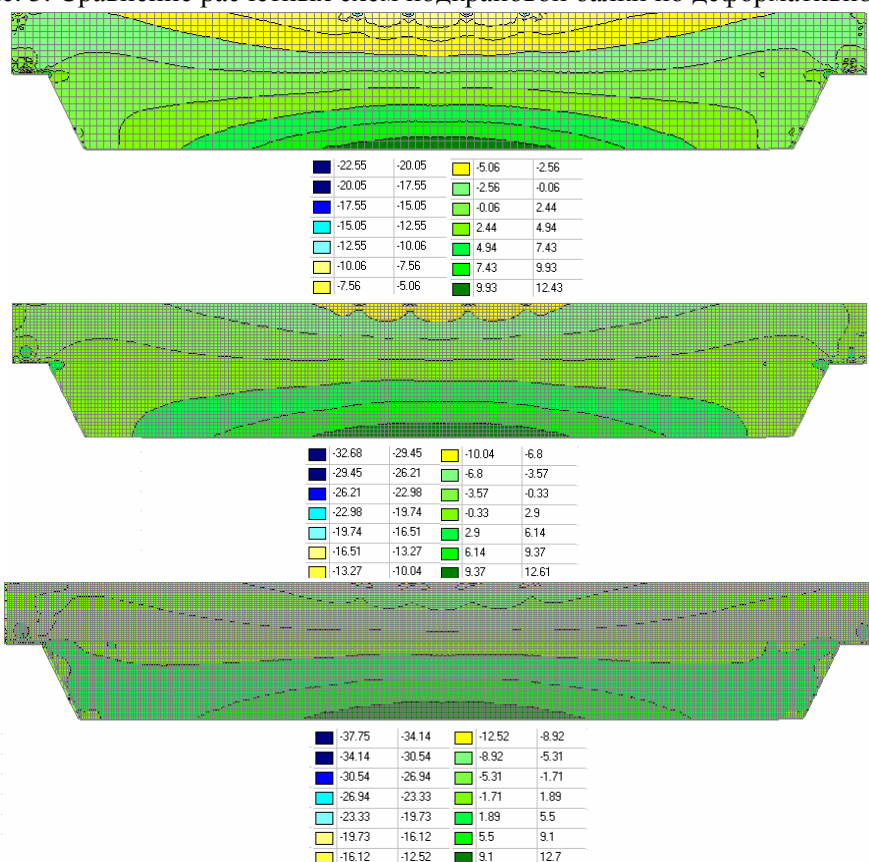 Сравнение расчетных схем подкрановой балки по
-22.55 -20.05 -5.06 -2.56
-20.05 -17.55 -2.56 -0.06
-17.55 -15.05 -0.06 2.44
-15.05 -12.55 2.44 4.94
-12.55 -10.06 4.94 7.43
-10.06 -7.56 7.43 9.93
-7.56 -5.06 9.93 12.43
-32.68 -29.45 -10.04 -6.8
-29.45 -26.21 -6.8 -3.57
-26.21 -22.98 -3.57 -0.33
-22.98 -19.74 -0.33 2.9
-19.74 -16.51 2.9 6.14
-16.51 -13.27 6.14 9.37
-13.27 -10.04 9.37 12.61
-37.75 -34.14 -12.52 -8.92
-34.14 -30.54 -8.92 -5.31
-30.54 -26.94 -5.31 -1.71
-26.94 -23.33 -1.71 1.89
-23.33 -19.73 1.89 5.5
-19.73 -16.12 5.5 9.1
-16.12 -12.52 9.1 12.7